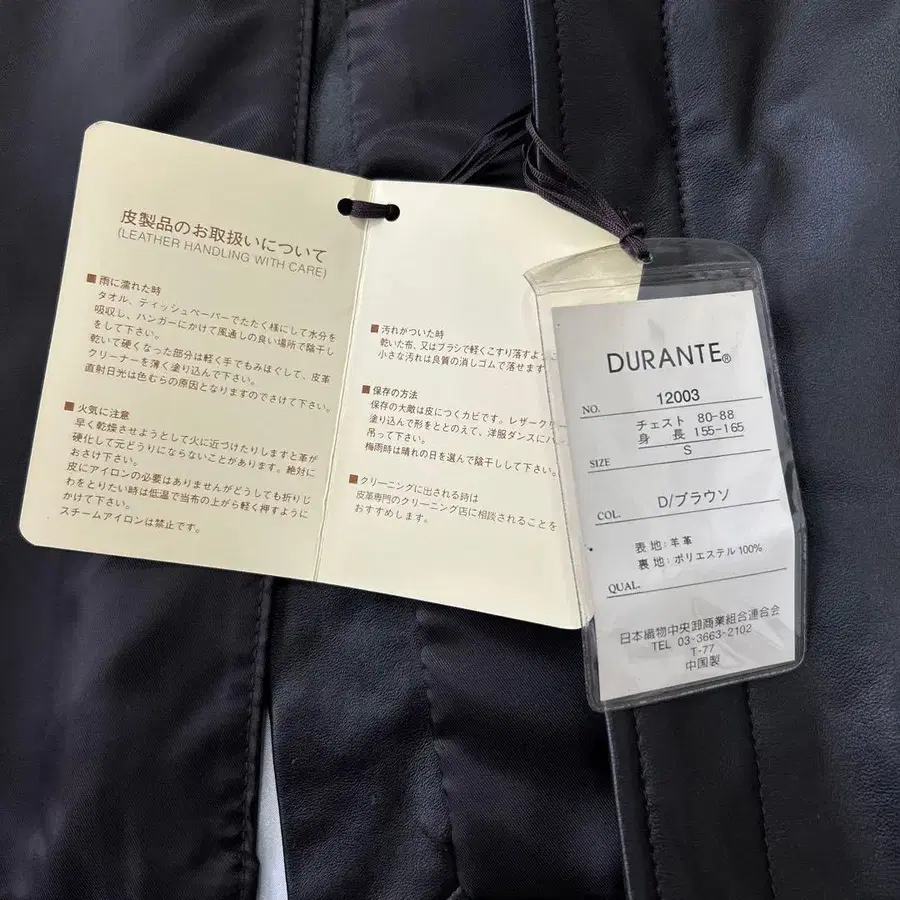 皮製品のお取扱いについて
(LEATHER HANDLING WITH CARE)
■ 雨に濡れた時
タオル、ティッシュペーパーでたたく様にして水分を
吸収し、ハンガーにかけて風通しの良い場所で陰干し
をして下さい。
乾いて硬くなった部分は軽く手でもみほぐして、皮革
クリーナーを薄く塗り込んで下さい。
直射日光は色むらの原因となりますのでさけて下さい。
■ 火気に注意
早く乾燥させようとして火に近づけたりしますと革が
硬化して元どうりにならないことがあります。絶対に
おさけ下さい。
皮にアイロンの必要はありませんがどうしても折りじ
わをとりたい時は低温で当布の上から軽く押すように
かけて下さい。
スチームアイロンは禁止です。
■ 汚れがついた時
乾いた布、又はブラシで軽くこすり落すよ
小さな汚れは良質の消しゴムで落せます
■ 保存の方法
保存の大敵は皮につくカビです。レザーク
塗り込んで形をととのえて、洋服ダンスに
吊って下さい。
梅雨時は晴れの日を選んで陰干しして下さい。
■ クリーニングに出される時は
皮革専門のクリーニング店に相談されることを
おすすめします。
DURANTE®
NO. 12003
チェスト 80-88
身 長 155-165
SIZE S
COL. D/ブラウソ
表地:羊革
裏地:ポリエステル100%
QUAL.
日本織物中央卸商業組合連合会
TEL 03-3663-2102
T-77
中国製